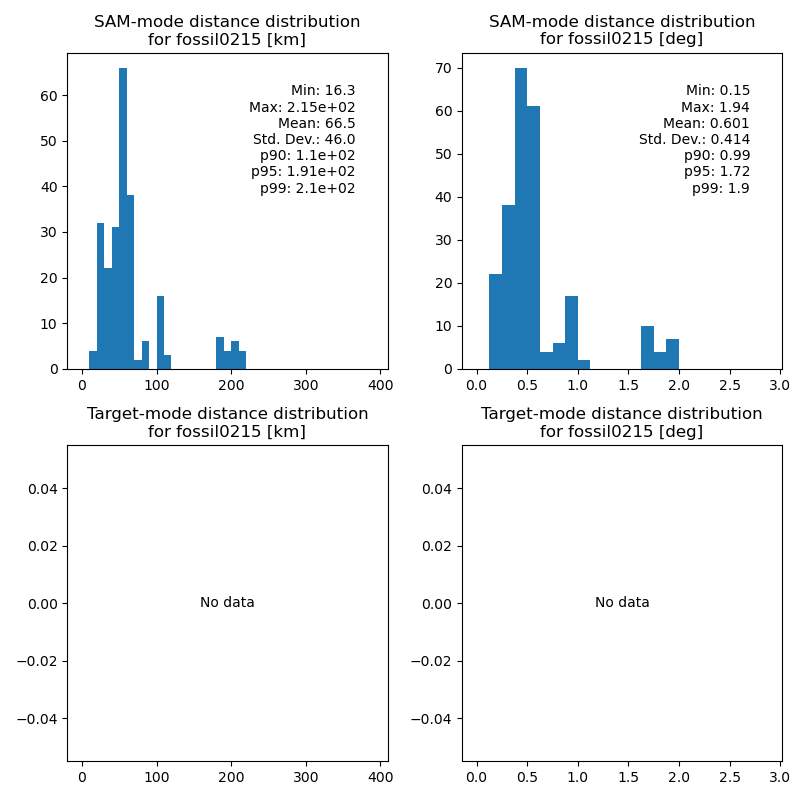 SAM-mode distance distribution
for fossil0215 [km]
Min: 16.3
Max: 2.15e+02
Mean: 66.5
Std. Dev.: 46.0
p90: 1.1e+02
p95: 1.91e+02
p99: 2.1e+02
60
50
40
30
20
10
0
0 100 200 300 400
SAM-mode distance distribution
for fossil0215 [deg]
Min: 0.15
Max: 1.94
Mean: 0.601
Std. Dev.: 0.414
p90: 0.99
p95: 1.72
p99: 1.9
70
60
50
40
30
20
10
0
0.0 0.5 1.0 1.5 2.0 2.5 3.0
Target-mode distance distribution
for fossil0215 [km]
0.04
0.02
0.00
−0.02
−0.04
No data
0 100 200 300 400
Target-mode distance distribution
for fossil0215 [deg]
0.04
0.02
0.00
−0.02
−0.04
No data
0.0 0.5 1.0 1.5 2.0 2.5 3.0